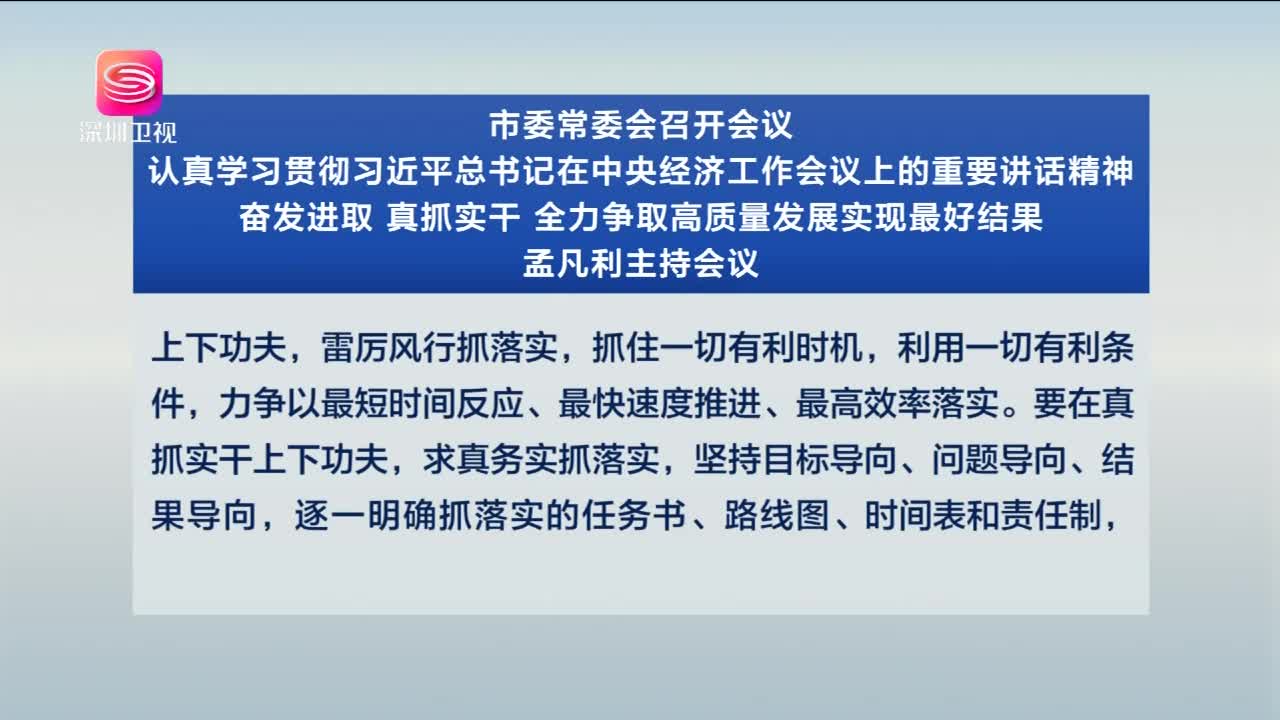 深圳卫视
市委常委会召开会议
认真学习贯彻习近平总书记在中央经济工作会议上的重要讲话精神
奋发进取 真抓实干 全力争取高质量发展实现最好结果
孟凡利主持会议
上下功夫，雷厉风行抓落实，抓住一切有利时机，利用一切有利条
件，力争以最短时间反应、最快速度推进、最高效率落实。要在真
抓实干上下功夫，求真务实抓落实，坚持目标导向、问题导向、结
果导向，逐一明确抓落实的任务书、路线图、时间表和责任制，